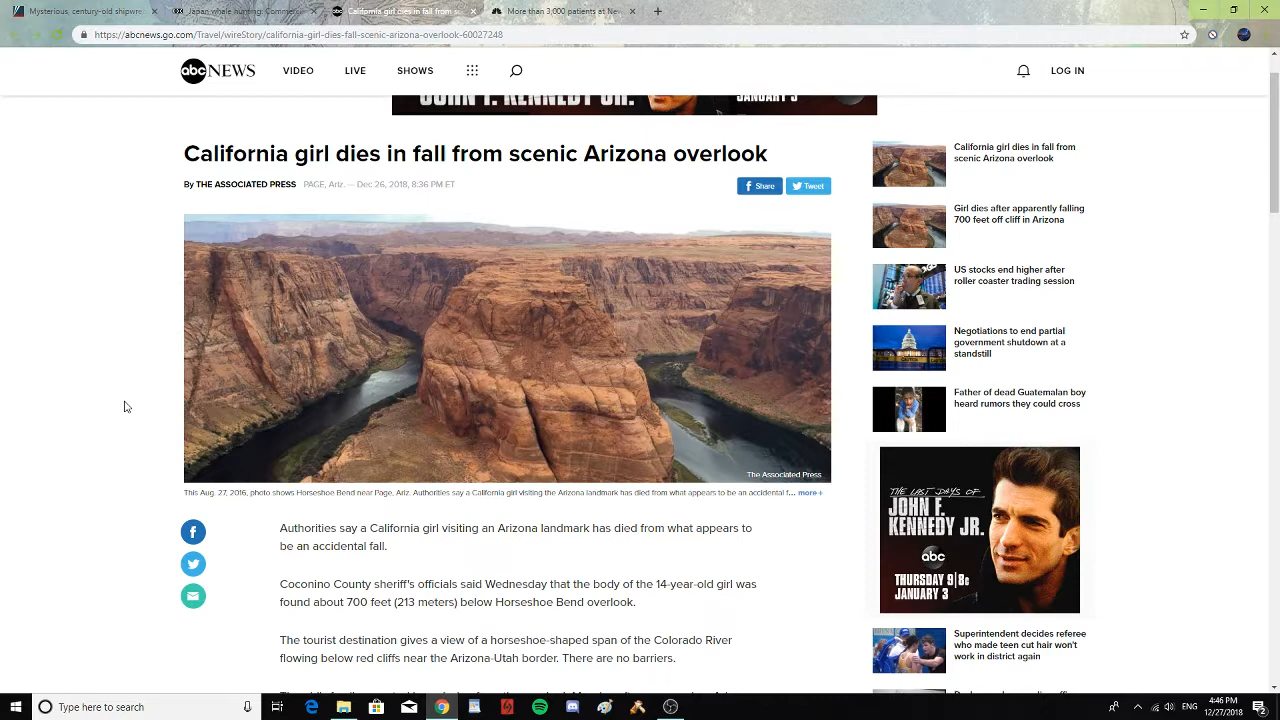 Mysterious, century-old shipwre
Japan whale hunting: Commerci
California girl dies in fall from s
More than 3,000 patients at Nev
https://abcnews.go.com/Travel/wireStory/california-girl-dies-fall-scenic-arizona-overlook-60027248
abc NEWS
VIDEO
LIVE
SHOWS
LOG IN
JOHN F. KENNEDY JR.
JANUARY 3
California girl dies in fall from scenic Arizona overlook
By THE ASSOCIATED PRESS PAGE, Ariz. — Dec 26, 2018, 8:36 PM ET
Share
Tweet
The Associated Press
This Aug. 27, 2016, photo shows Horseshoe Bend near Page, Ariz. Authorities say a California girl visiting the Arizona landmark has died from what appears to be an accidental f... more+
Authorities say a California girl visiting an Arizona landmark has died from what appears to
be an accidental fall.
Coconino County sheriff's officials said Wednesday that the body of the 14-year-old girl was
found about 700 feet (213 meters) below Horseshoe Bend overlook.
The tourist destination gives a view of a horseshoe-shaped span of the Colorado River
flowing below red cliffs near the Arizona-Utah border. There are no barriers.
California girl dies in fall from
scenic Arizona overlook
Girl dies after apparently falling
700 feet off cliff in Arizona
US stocks end higher after
roller coaster trading session
Negotiations to end partial
government shutdown at a
standstill
Father of dead Guatemalan boy
heard rumors they could cross
THE LAST DAYS OF
JOHN F.
KENNEDY JR.
abc
THURSDAY 9|8c
JANUARY 3
Superintendent decides referee
who made teen cut hair won't
work in district again
Type here to search
ENG
4:46 PM
12/27/2018
2